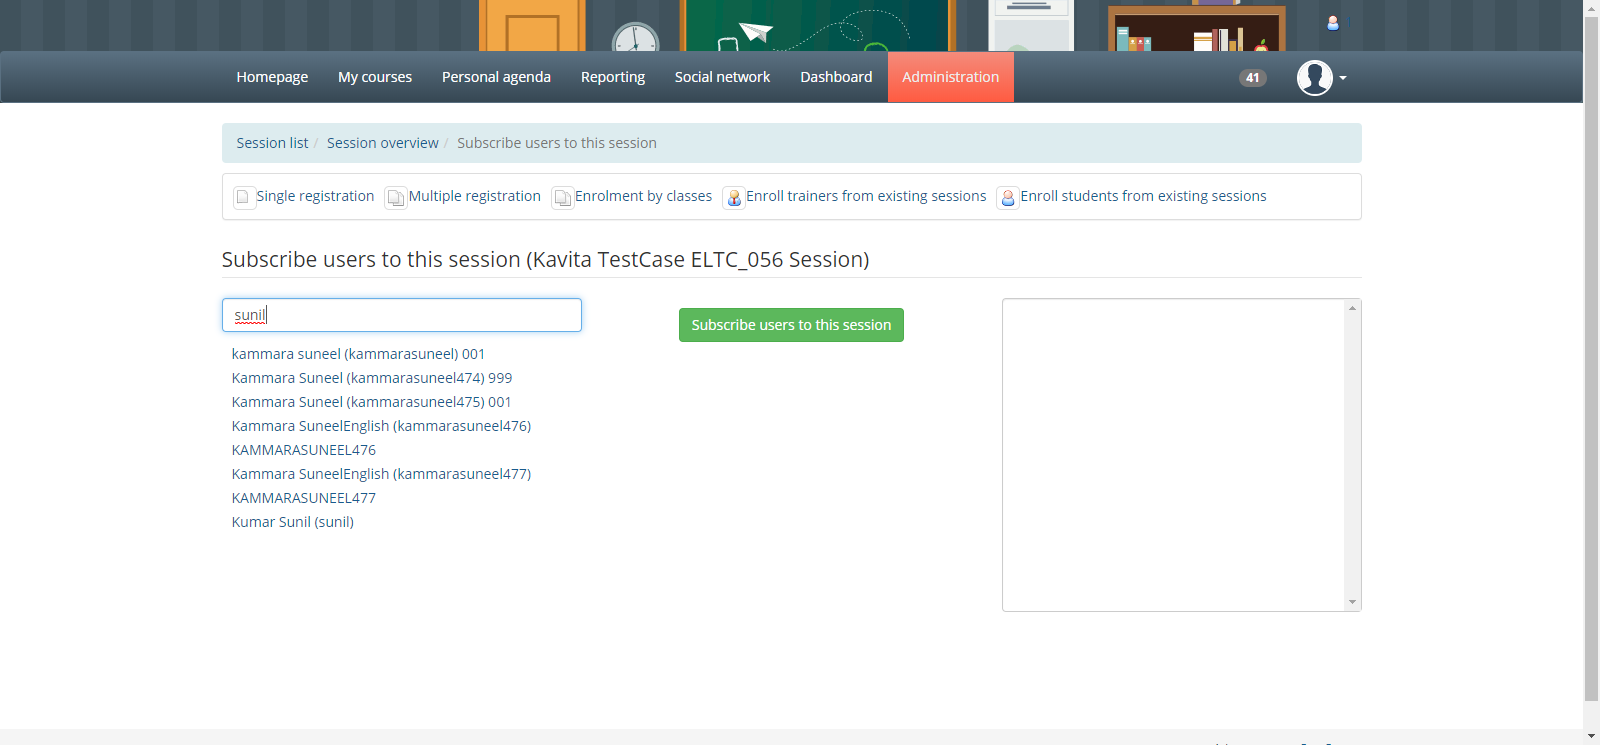 Homepage My courses Personal agenda Reporting Social network Dashboard Administration 41
Session list / Session overview / Subscribe users to this session
Single registration Multiple registration Enrolment by classes Enroll trainers from existing sessions Enroll students from existing sessions
Subscribe users to this session (Kavita TestCase ELTC_056 Session)
sunil
Subscribe users to this session
kammara suneel (kammarasuneel) 001
Kammara Suneel (kammarasuneel474) 999
Kammara Suneel (kammarasuneel475) 001
Kammara SuneelEnglish (kammarasuneel476)
KAMMARASUNEEL476
Kammara SuneelEnglish (kammarasuneel477)
KAMMARASUNEEL477
Kumar Sunil (sunil)